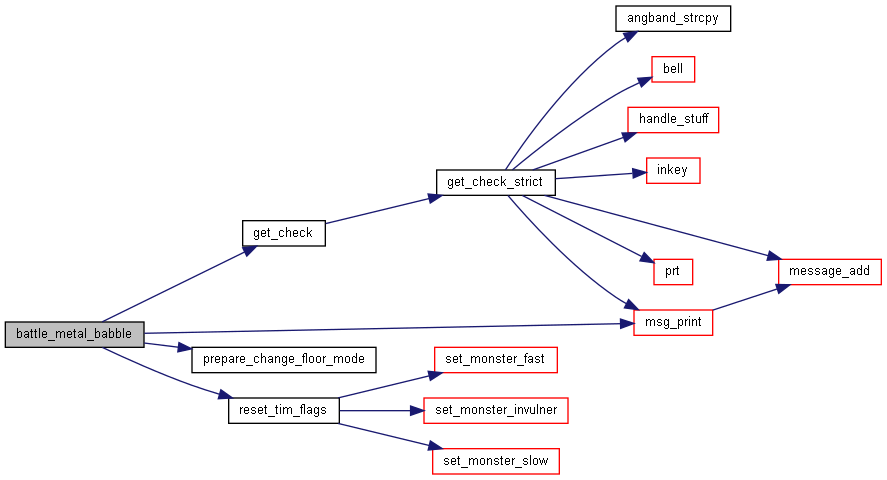 angband_strcpy
bell
handle_stuff
inkey
get_check_strict
get_check
prt
message_add
msg_print
battle_metal_babble
prepare_change_floor_mode
set_monster_fast
reset_tim_flags
set_monster_invulner
set_monster_slow